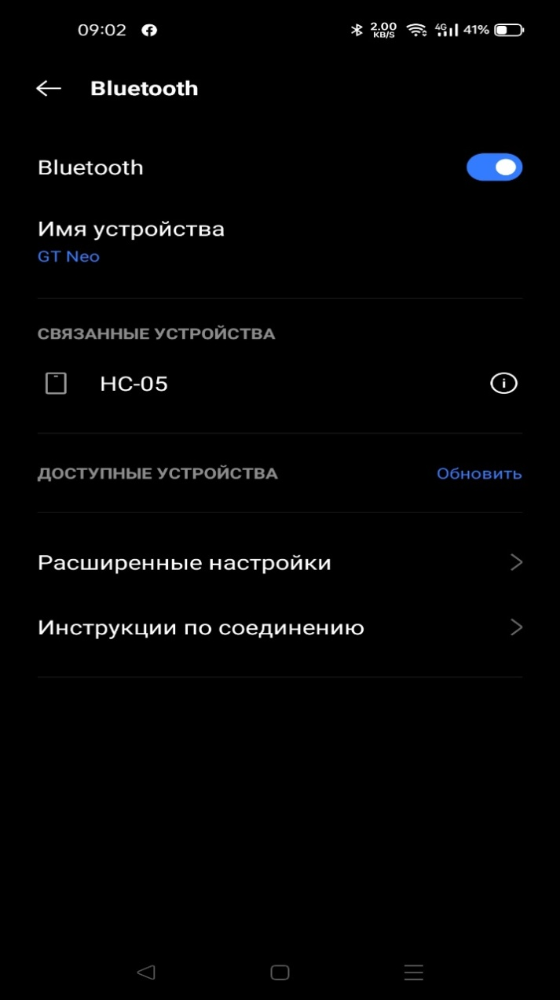 09:02 2.00 KB/S 4G 41%
Bluetooth
Bluetooth
Имя устройства
GT Neo
СВЯЗАННЫЕ УСТРОЙСТВА
HC-05
ДОСТУПНЫЕ УСТРОЙСТВА Обновить
Расширенные настройки
Инструкции по соединению